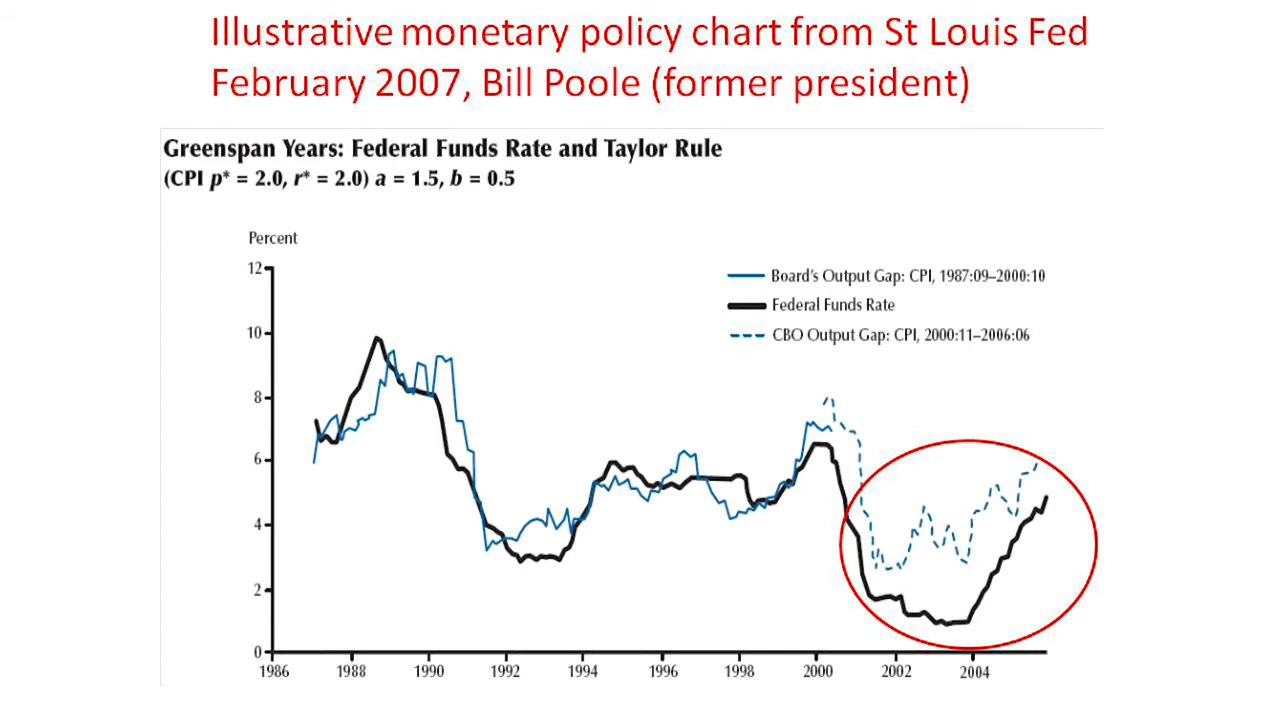 Illustrative monetary policy chart from St Louis Fed
February 2007, Bill Poole (former president)
Greenspan Years: Federal Funds Rate and Taylor Rule
(CPI p* = 2.0, r* = 2.0) a = 1.5, b = 0.5
Percent
Board's Output Gap: CPI, 1987:09–2000:10
Federal Funds Rate
CBO Output Gap: CPI, 2000:11–2006:06
12
10
8
6
4
2
0
1986 1988 1990 1992 1994 1996 1998 2000 2002 2004